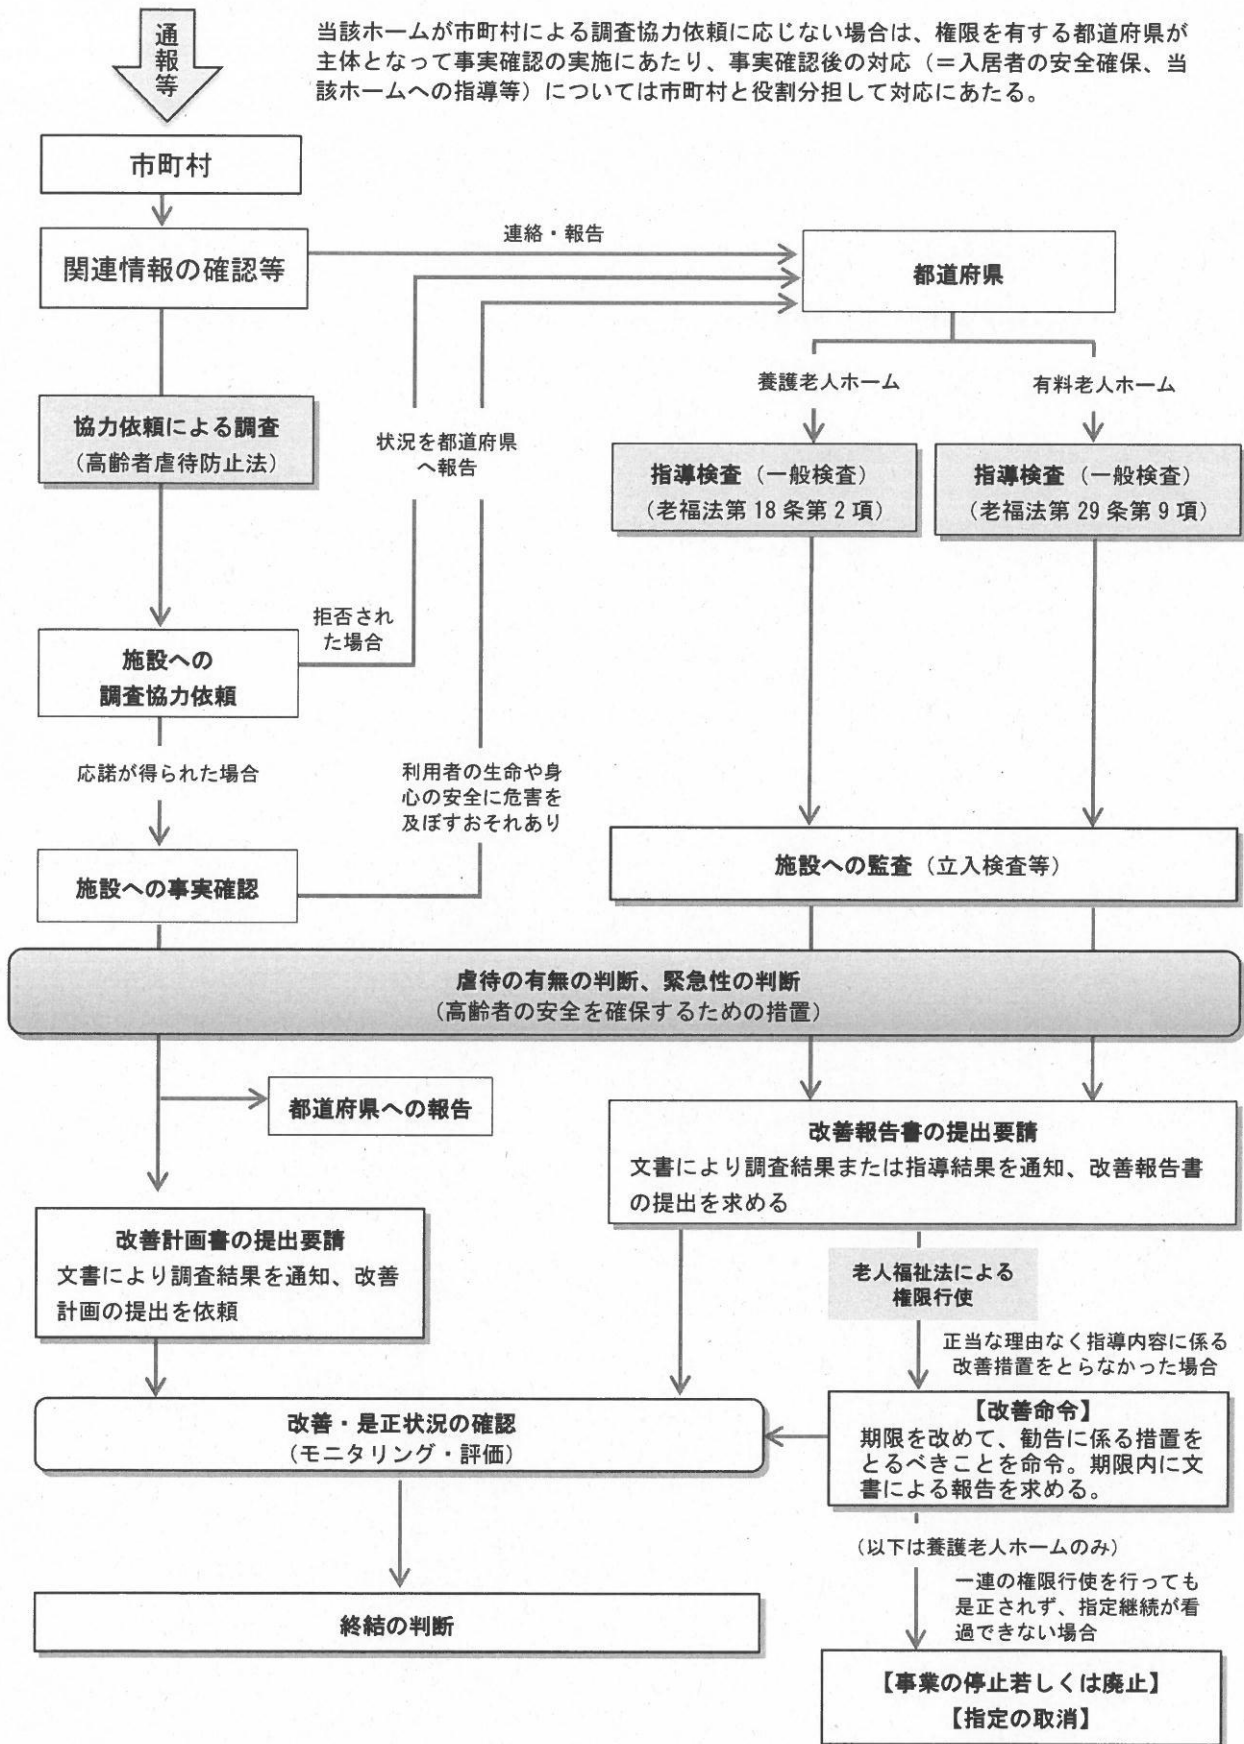 通報等
当該ホームが市町村による調査協力依頼に応じない場合は、権限を有する都道府県が
主体となって事実確認の実施にあたり、事実確認後の対応（＝入居者の安全確保、当
該ホームへの指導等）については市町村と役割分担して対応にあたる。
市町村
関連情報の確認等
連絡・報告
都道府県
養護老人ホーム
有料老人ホーム
協力依頼による調査
（高齢者虐待防止法）
状況を都道府県
へ報告
指導検査（一般検査）
（老福法第18条第2項）
指導検査（一般検査）
（老福法第29条第9項）
拒否され
た場合
施設への
調査協力依頼
応諾が得られた場合
利用者の生命や身
心の安全に危害を
及ぼすおそれあり
施設への事実確認
施設への監査（立入検査等）
虐待の有無の判断、緊急性の判断
（高齢者の安全を確保するための措置）
都道府県への報告
改善報告書の提出要請
文書により調査結果または指導結果を通知、改善報告書
の提出を求める
改善計画書の提出要請
文書により調査結果を通知、改善
計画の提出を依頼
老人福祉法による
権限行使
正当な理由なく指導内容に係る
改善措置をとらなかった場合
改善・是正状況の確認
（モニタリング・評価）
【改善命令】
期限を改めて、勧告に係る措置を
とるべきことを命令。期限内に文
書による報告を求める。
（以下は養護老人ホームのみ）
一連の権限行使を行っても
是正されず、指定継続が看
過できない場合
終結の判断
【事業の停止若しくは廃止】
【指定の取消】